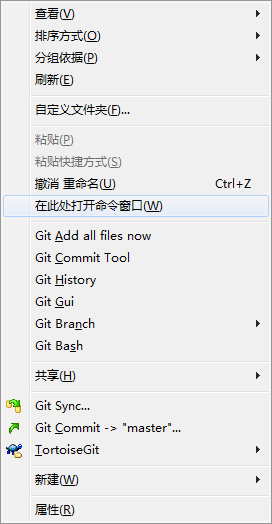 查看(V)
排序方式(O)
分组依据(P)
刷新(E)
自定义文件夹(F)...
粘贴(P)
粘贴快捷方式(S)
撤消 重命名(U) Ctrl+Z
在此处打开命令窗口(W)
Git Add all files now
Git Commit Tool
Git History
Git Gui
Git Branch
Git Bash
共享(H)
Git Sync...
Git Commit -> "master"...
TortoiseGit
新建(W)
属性(R)